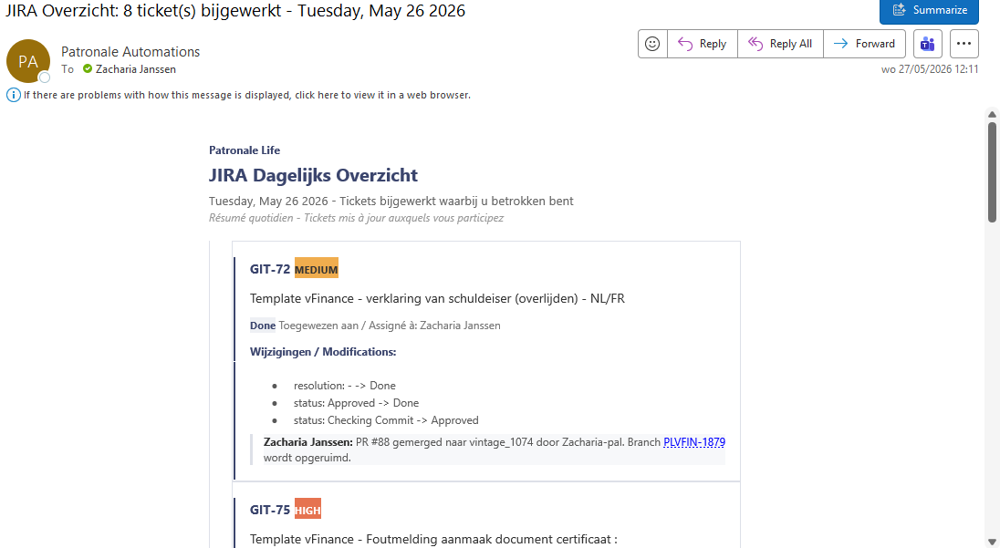 JIRA Overzicht: 8 ticket(s) bijgewerkt - Tuesday, May 26 2026
Summarize
PA
Patronale Automations
To Zacharia Janssen
Reply
Reply All
Forward
wo 27/05/2026 12:11
If there are problems with how this message is displayed, click here to view it in a web browser.
Patronale Life
JIRA Dagelijks Overzicht
Tuesday, May 26 2026 - Tickets bijgewerkt waarbij u betrokken bent
Résumé quotidien - Tickets mis à jour auxquels vous participez
GIT-72 MEDIUM
Template vFinance - verklaring van schuldeiser (overlijden) - NL/FR
Done Toegewezen aan / Assigné à: Zacharia Janssen
Wijzigingen / Modifications:
• resolution: - -> Done
• status: Approved -> Done
• status: Checking Commit -> Approved
Zacharia Janssen: PR #88 gemerged naar vintage_1074 door Zacharia-pal. Branch PLVFIN-1879
wordt opgeruimd.
GIT-75 HIGH
Template vFinance - Foutmelding aanmaak document certificaat :